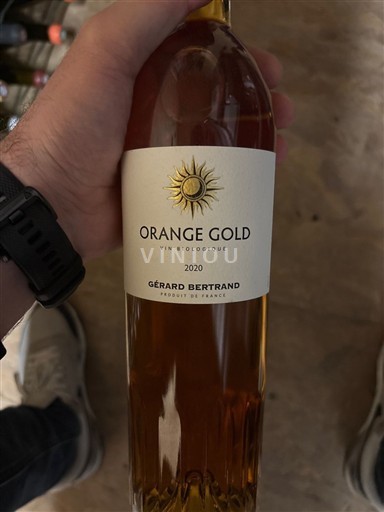 ORANGE GOLD
VIN BIOLOGIQUE
VINIOU
2020
GÉRARD BERTRAND
PRODUIT DE FRANCE